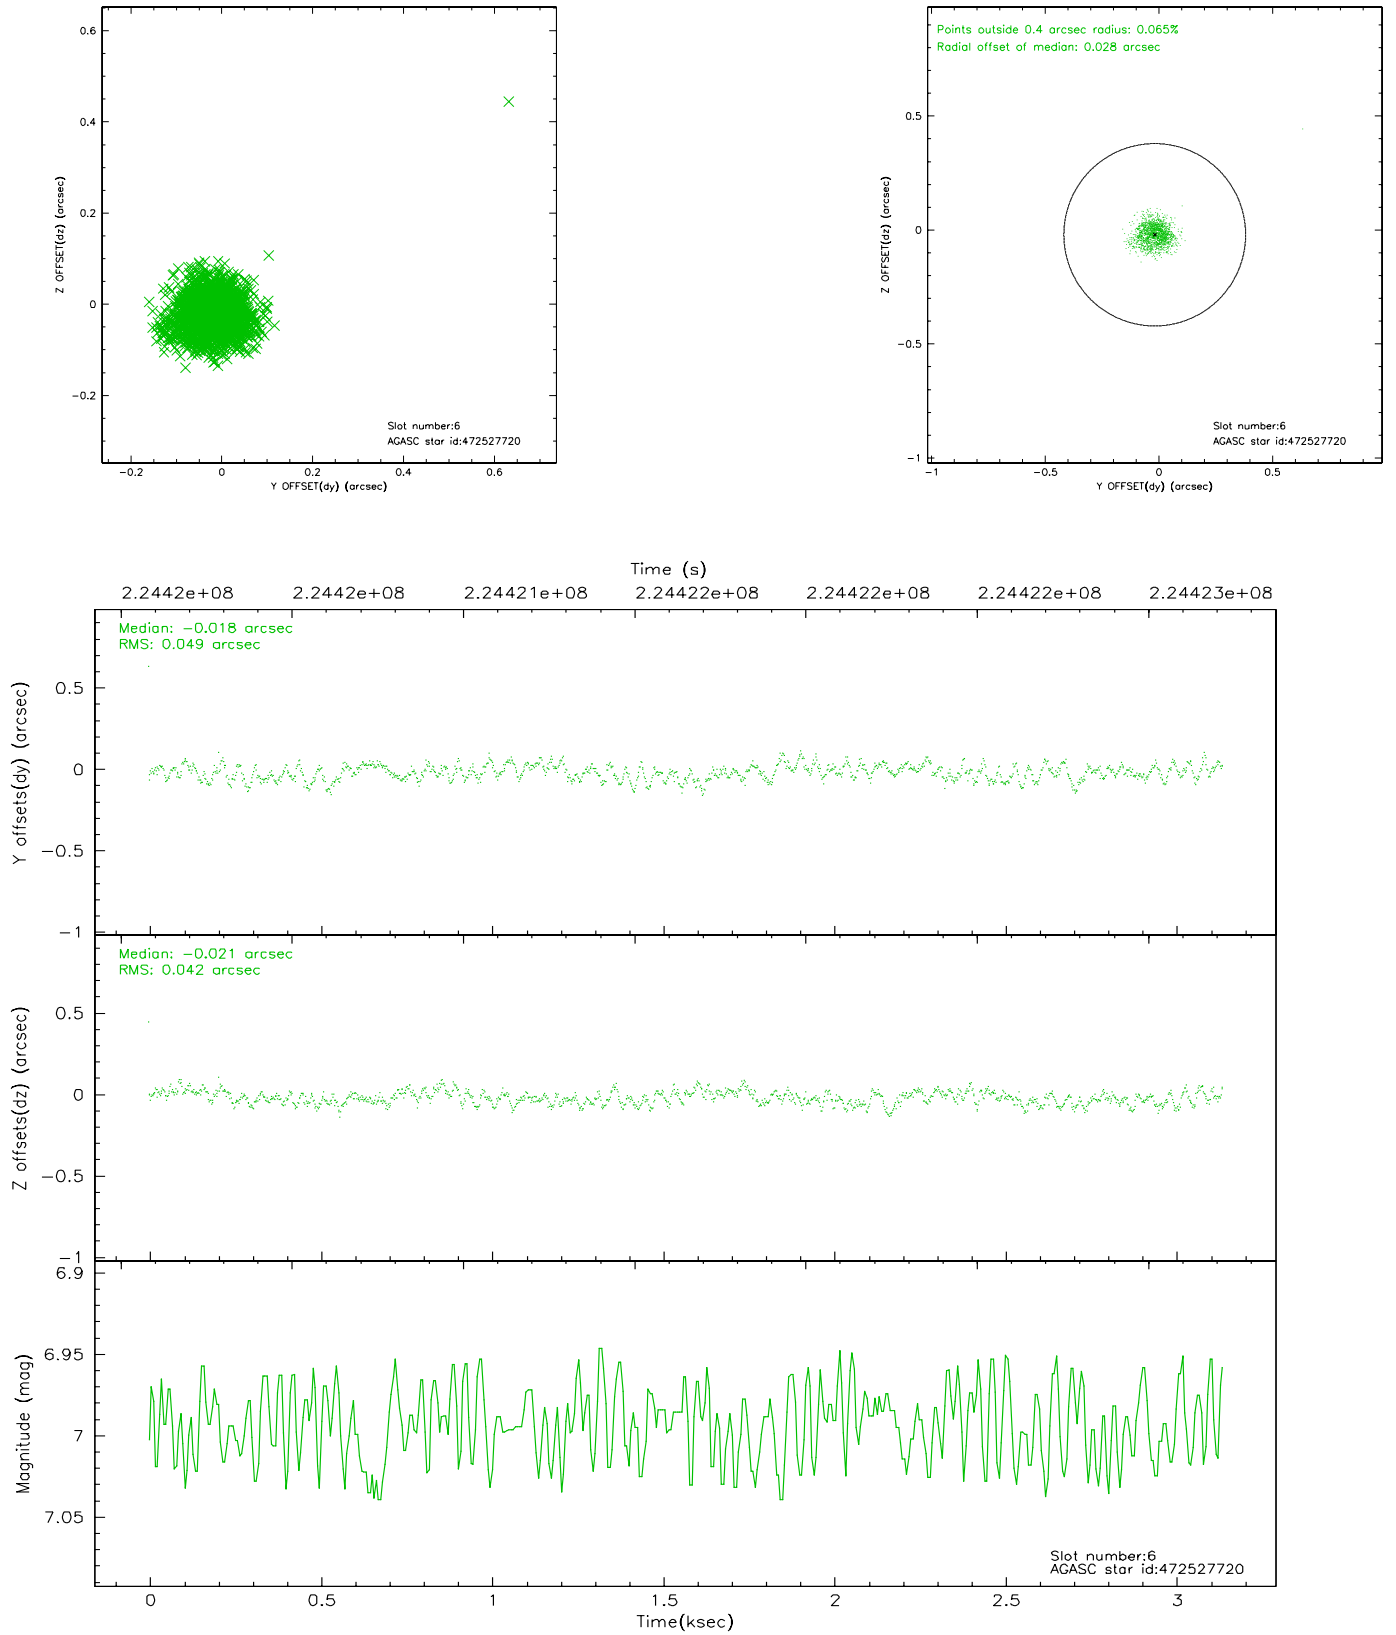 0.6
0.4
0.2
0
-0.2
-0.2 0 0.2 0.4 0.6
Z OFFSET(dz) (arcsec)
Y OFFSET(dy) (arcsec)
Slot number:6
AGASC star id:472527720
Points outside 0.4 arcsec radius: 0.065%
Radial offset of median: 0.028 arcsec
0.5
0
-0.5
-1
-1 -0.5 0 0.5
Z OFFSET(dz) (arcsec)
Y OFFSET(dy) (arcsec)
Slot number:6
AGASC star id:472527720
Time (s)
2.2442e+08 2.2442e+08 2.24421e+08 2.24422e+08 2.24422e+08 2.24422e+08 2.24423e+08
Median: -0.018 arcsec
RMS: 0.049 arcsec
0.5
0
-0.5
-1
Y offsets(dy) (arcsec)
Median: -0.021 arcsec
RMS: 0.042 arcsec
0.5
0
-0.5
-1
Z offsets(dz) (arcsec)
6.9
6.95
7
7.05
Magnitude (mag)
Slot number:6
AGASC star id:472527720
0 0.5 1 1.5 2 2.5 3
Time(ksec)